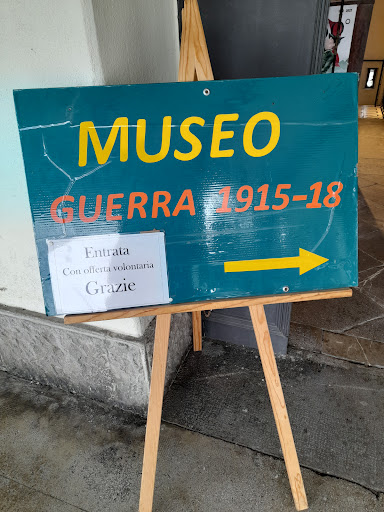 MUSEO
GUERRA 1915-18
Entrata
Con offerta volontaria
Grazie